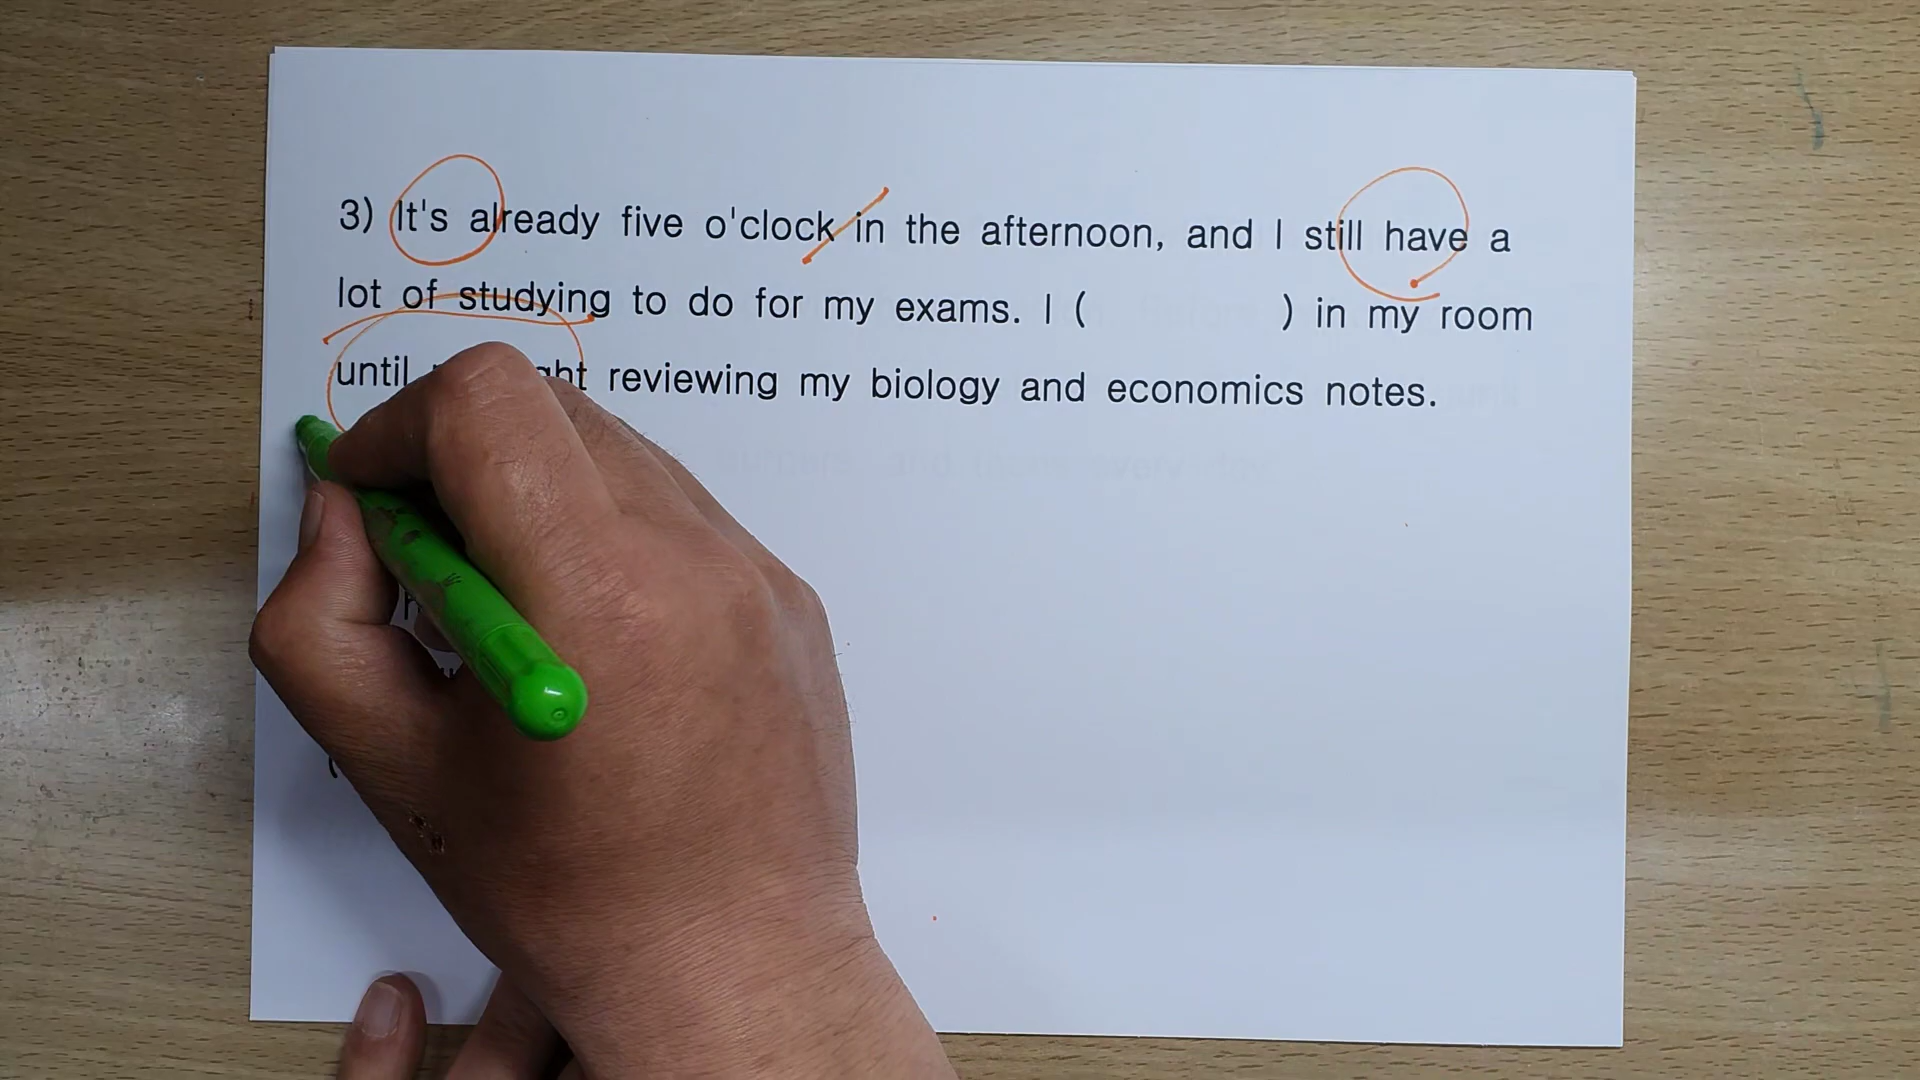 3) It's already five o'clock in the afternoon, and I still have a
lot of studying to do for my exams. I ( ) in my room
until reviewing my biology and economics notes.